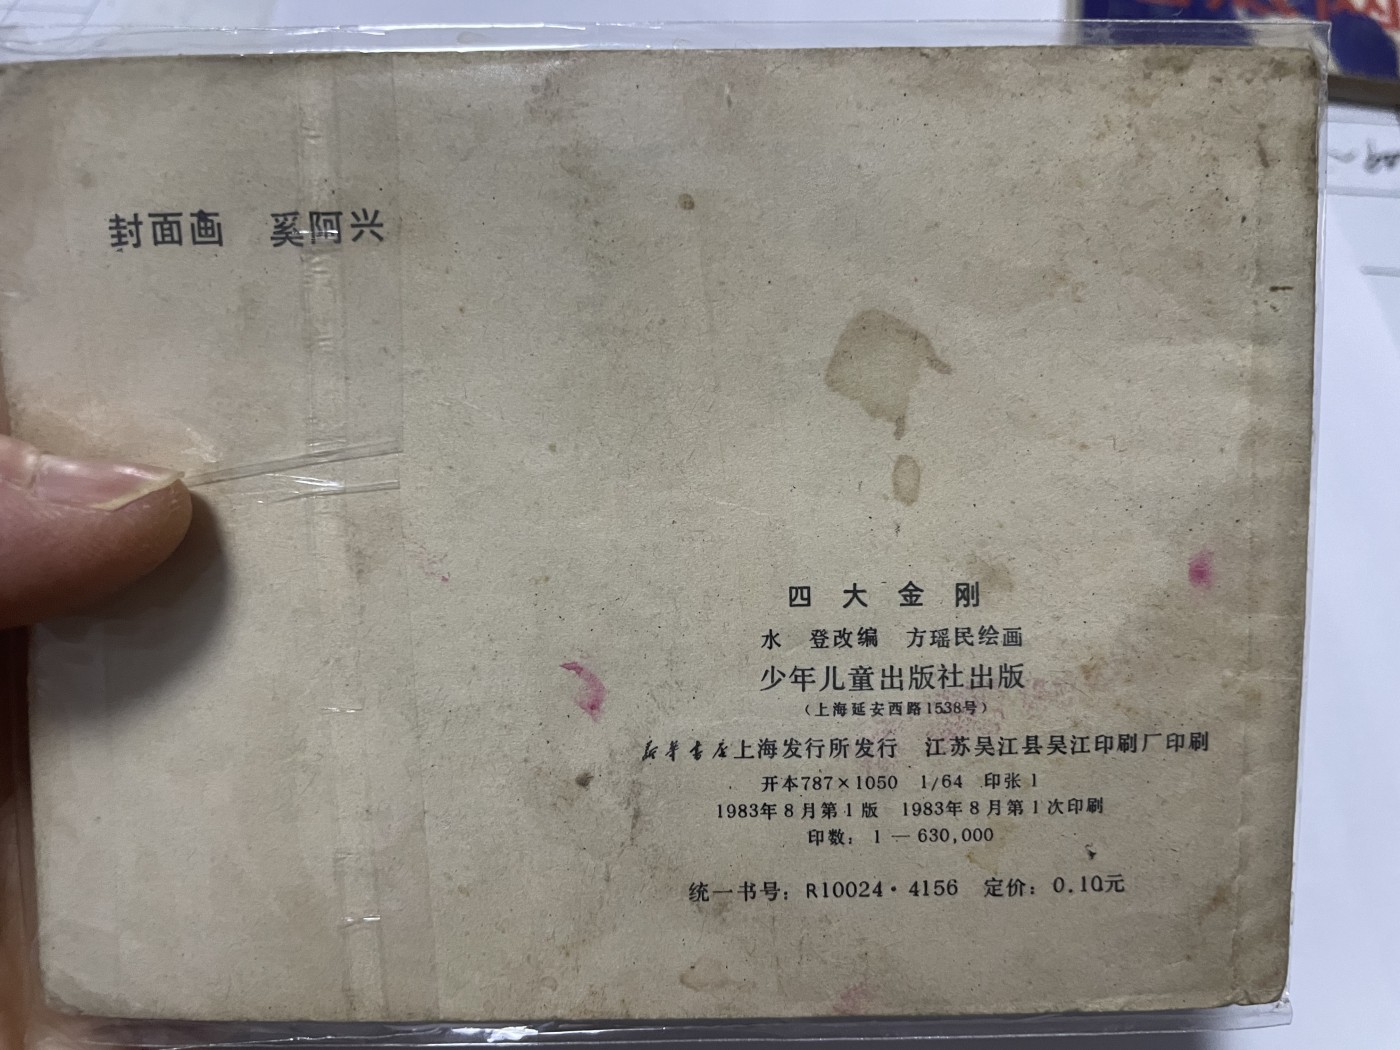 封面画　奚阿兴
四大金刚
水　登改编　方瑶民绘画
少年儿童出版社出版
（上海延安西路1538号）
新华书店上海发行所发行　江苏吴江县吴江印刷厂印刷
开本787×1050　1/64　印张1
1983年8月第1版　1983年8月第1次印刷
印数：1—630,000
统一书号：R10024·4156　定价：0.10元